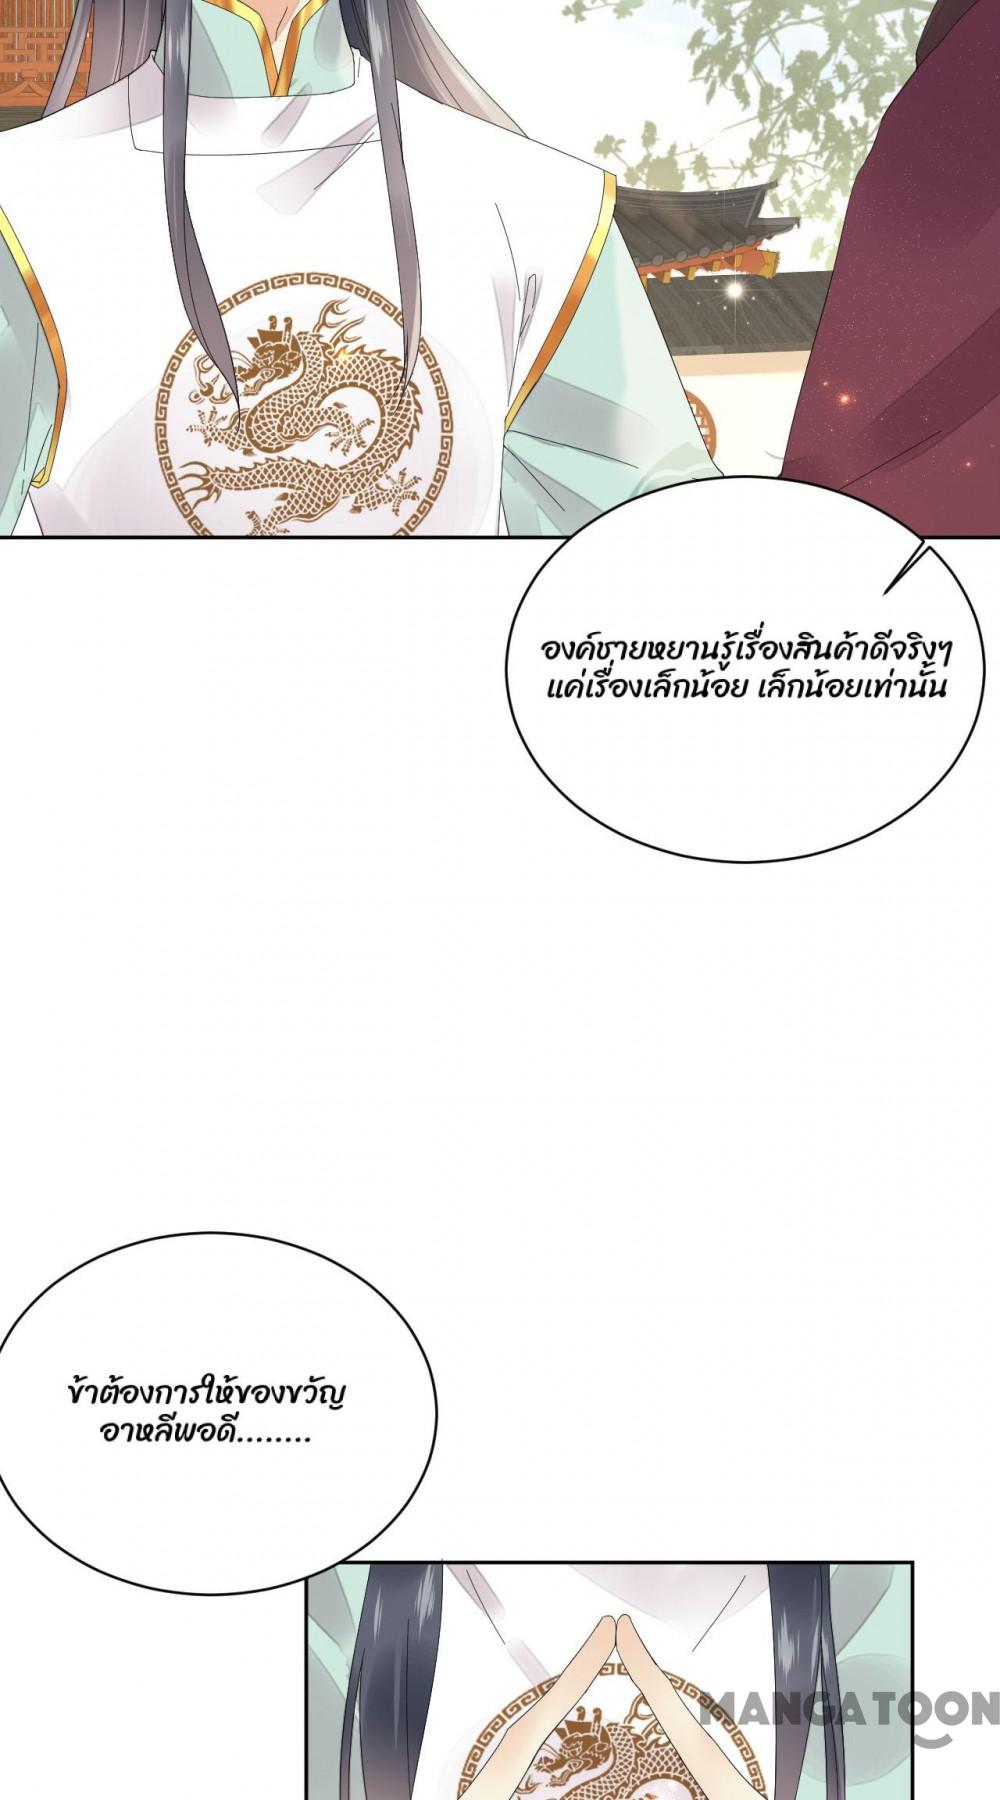 องค์ชายหยานรู้เรื่องสินค้าดีจริงๆ
แค่เรื่องเล็กน้อย เล็กน้อยเท่านั้น
ข้าต้องการให้ของขวัญ
อาหลีพอดี........
MANGATOON